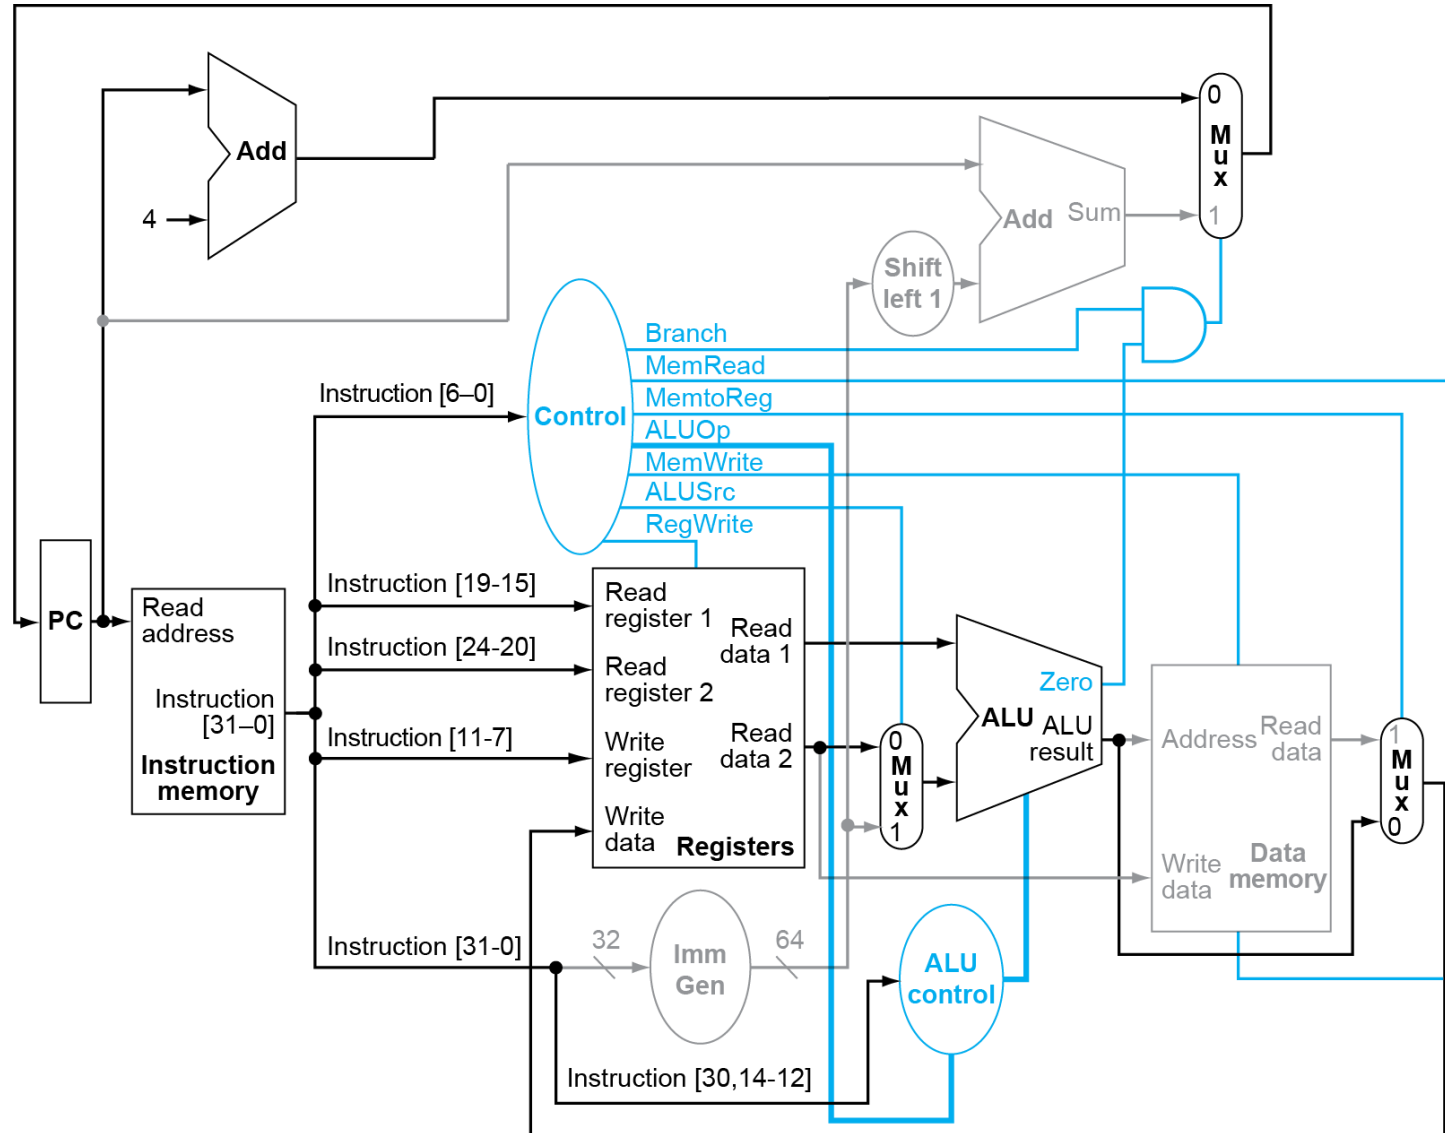 0
Mux
1
Add
4
Add
Sum
Shift
left 1
Branch
MemRead
MemtoReg
ALUOp
MemWrite
ALUSrc
RegWrite
Control
Instruction [6–0]
PC
Read
address
Instruction
[31–0]
Instruction
memory
Instruction [19-15]
Instruction [24-20]
Instruction [11-7]
Instruction [31-0]
Read
register 1
Read
register 2
Write
register
Write
data
Read
data 1
Read
data 2
Registers
0
Mux
1
Zero
ALU
ALU
result
Address
Read
data
Write
data
Data
memory
1
Mux
0
32
Imm
Gen
64
ALU
control
Instruction [30,14-12]